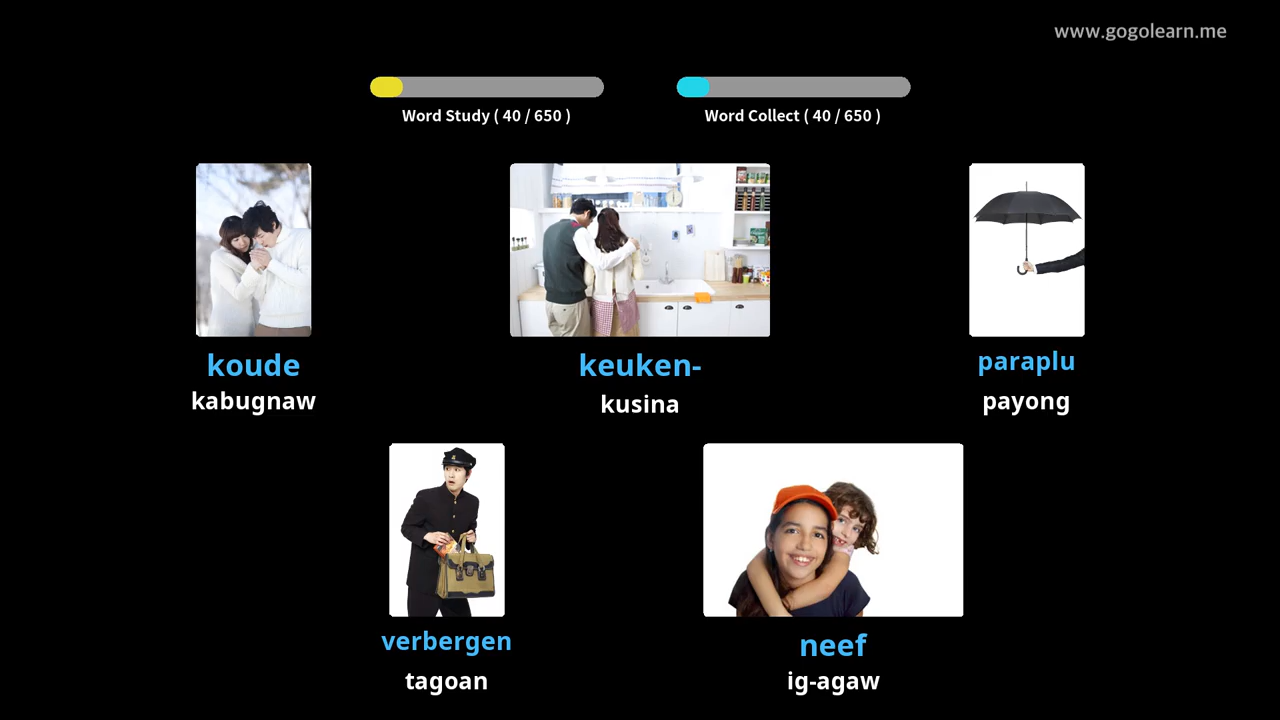 www.gogolearn.me
Word Study ( 40 / 650 )
Word Collect ( 40 / 650 )
koude
kabugnaw
keuken-
kusina
paraplu
payong
verbergen
tagoan
neef
ig-agaw